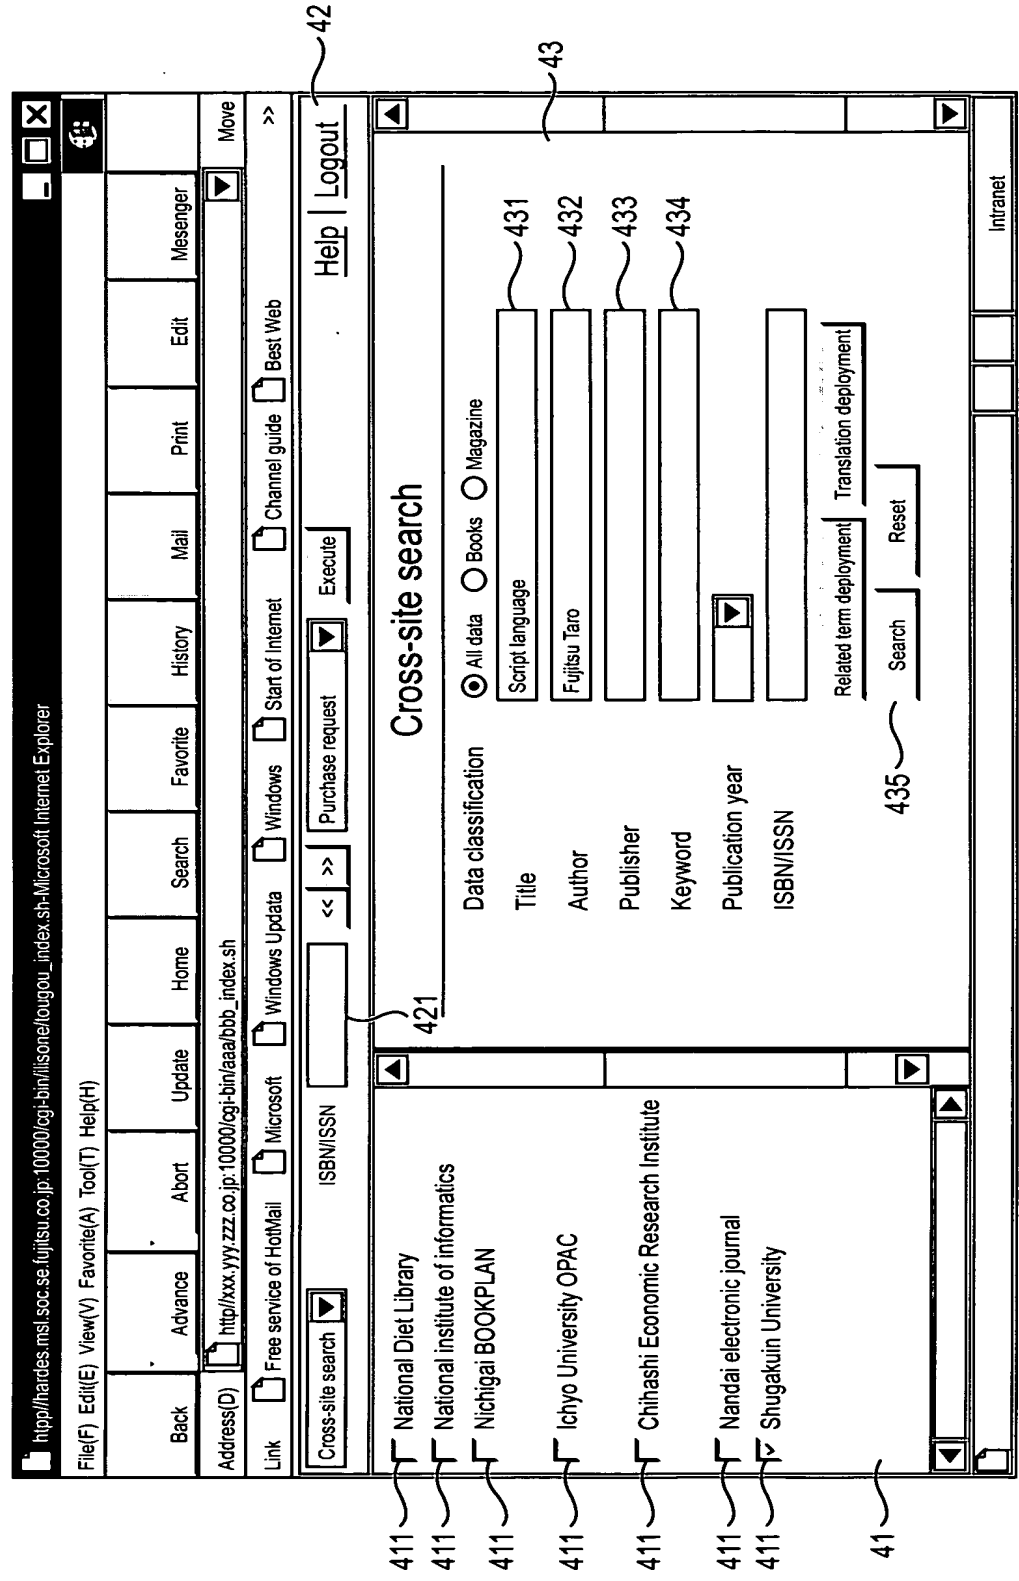 htpp//hardes.msl.soc.se.fujitsu.co.jp:10000/cgi-bin/ilisone/tougou_index.sh-Microsoft Internet Explorer
File(F) Edit(E) View(V) Favorite(A) Tool(T) Help(H)
Back Advance Abort Update Home Search Favorite History Mail Print Edit Mesenger
Address(D) http//xxx.yyy.zzz.co.jp:10000/cgi-bin/aaa/bbb_index.sh Move
Link Free service of HotMail Microsoft Windows Updata Windows Start of Internet Channel guide Best Web >>
Cross-site search ISBN/ISSN << >> Purchase request Execute Help | Logout
42
421
411 National Diet Library
411 National institute of informatics
411 Nichigai BOOKPLAN
411 Ichyo University OPAC
411 Chihashi Economic Research Institute
411 Nandai electronic journal
411 Shugakuin University
41
Cross-site search
43
Data classification All data Books Magazine
Title Script language 431
Author Fujitsu Taro 432
Publisher 433
Keyword 434
Publication year
ISBN/ISSN
Related term deployment Translation deployment
435 Search Reset
Intranet